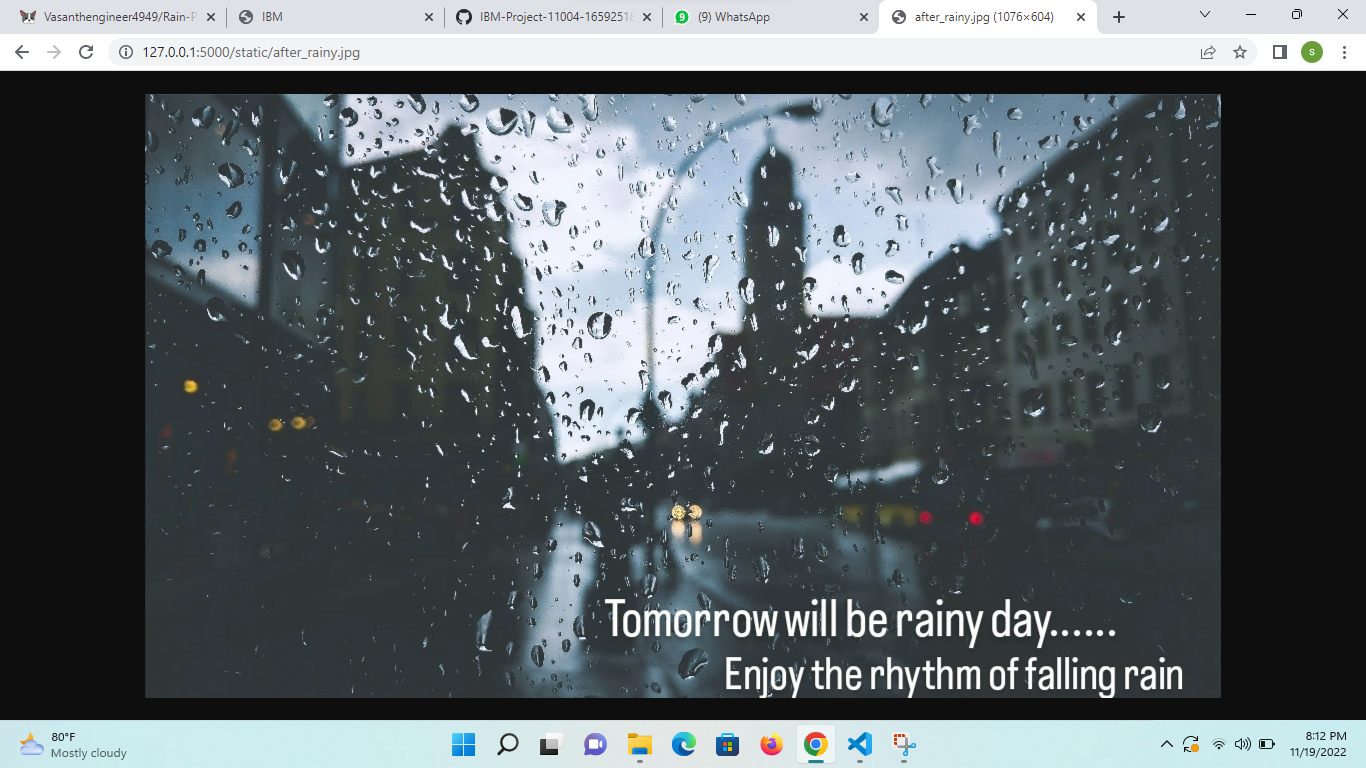 Vasanthengineer4949/Rain-P
IBM
IBM-Project-11004-16592518
(9) WhatsApp
after_rainy.jpg (1076×604)
127.0.0.1:5000/static/after_rainy.jpg
s
Tomorrow will be rainy day......
Enjoy the rhythm of falling rain
80°F
Mostly cloudy
8:12 PM
11/19/2022